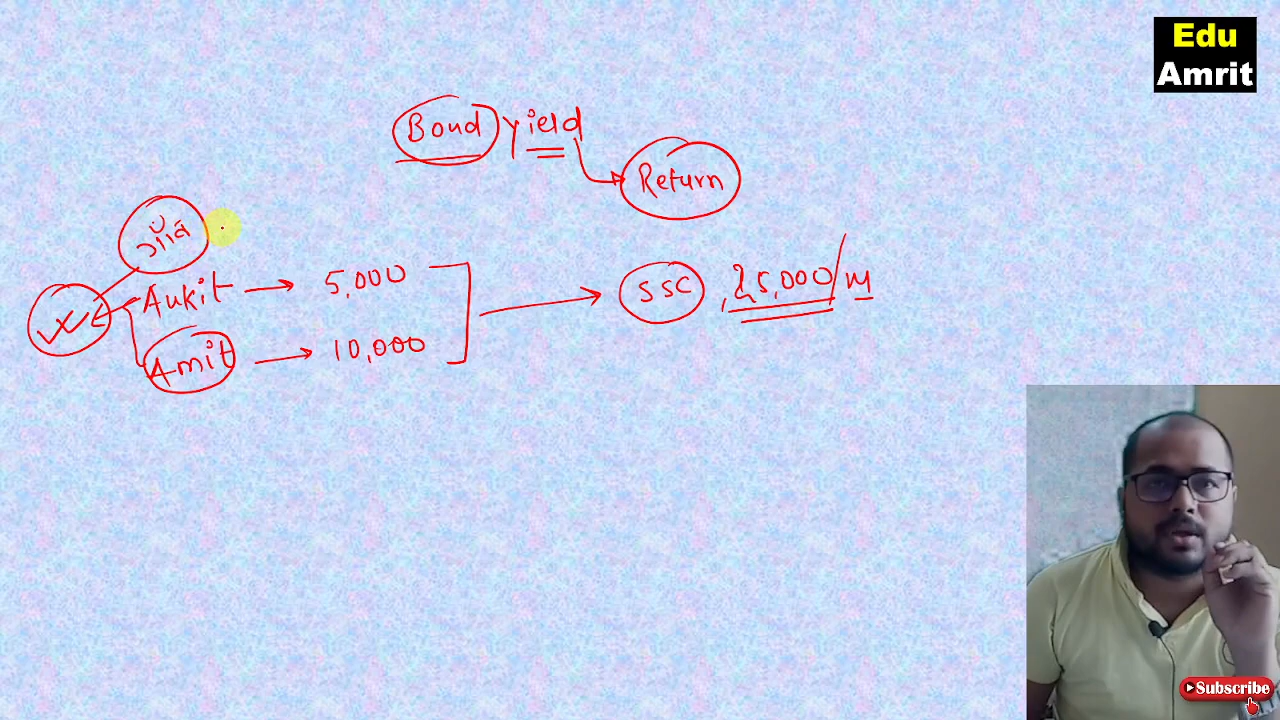 Edu
Amrit
Bond yield
Return
गाँव
Ankit → 5,000
SSC 25,000/m
Amit → 10,000
Subscribe